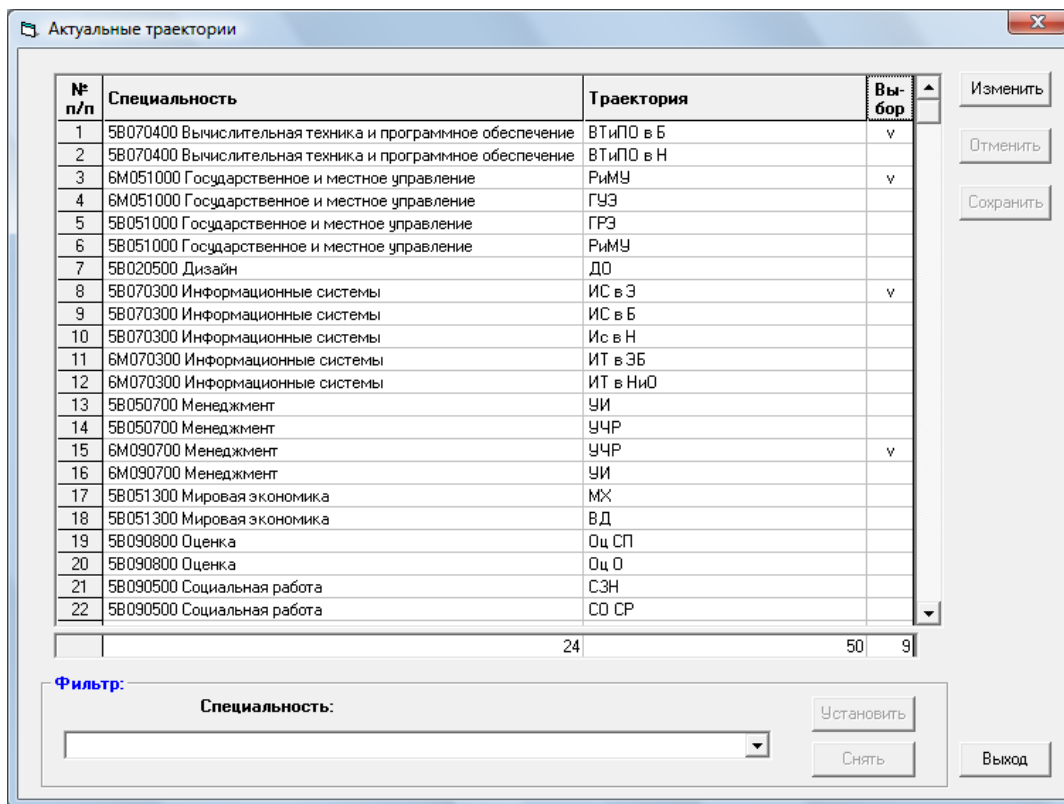 Актуальные траектории
№ п/п Специальность Траектория Вы-бор
1 5В070400 Вычислительная техника и программное обеспечение ВТиПО в Б v
2 5В070400 Вычислительная техника и программное обеспечение ВТиПО в Н
3 6М051000 Государственное и местное управление РиМУ v
4 6М051000 Государственное и местное управление ГУЭ
5 5В051000 Государственное и местное управление ГРЭ
6 5В051000 Государственное и местное управление РиМУ
7 5В020500 Дизайн ДО
8 5В070300 Информационные системы ИС в Э v
9 5В070300 Информационные системы ИС в Б
10 5В070300 Информационные системы Ис в Н
11 6М070300 Информационные системы ИТ в ЭБ
12 6М070300 Информационные системы ИТ в НиО
13 5В050700 Менеджмент УИ
14 5В050700 Менеджмент УЧР
15 6М090700 Менеджмент УЧР v
16 6М090700 Менеджмент УИ
17 5В051300 Мировая экономика МХ
18 5В051300 Мировая экономика ВД
19 5В090800 Оценка Оц СП
20 5В090800 Оценка Оц О
21 5В090500 Социальная работа СЗН
22 5В090500 Социальная работа СО СР
24 50 9
Изменить
Отменить
Сохранить
Фильтр:
Специальность:
Установить
Снять
Выход